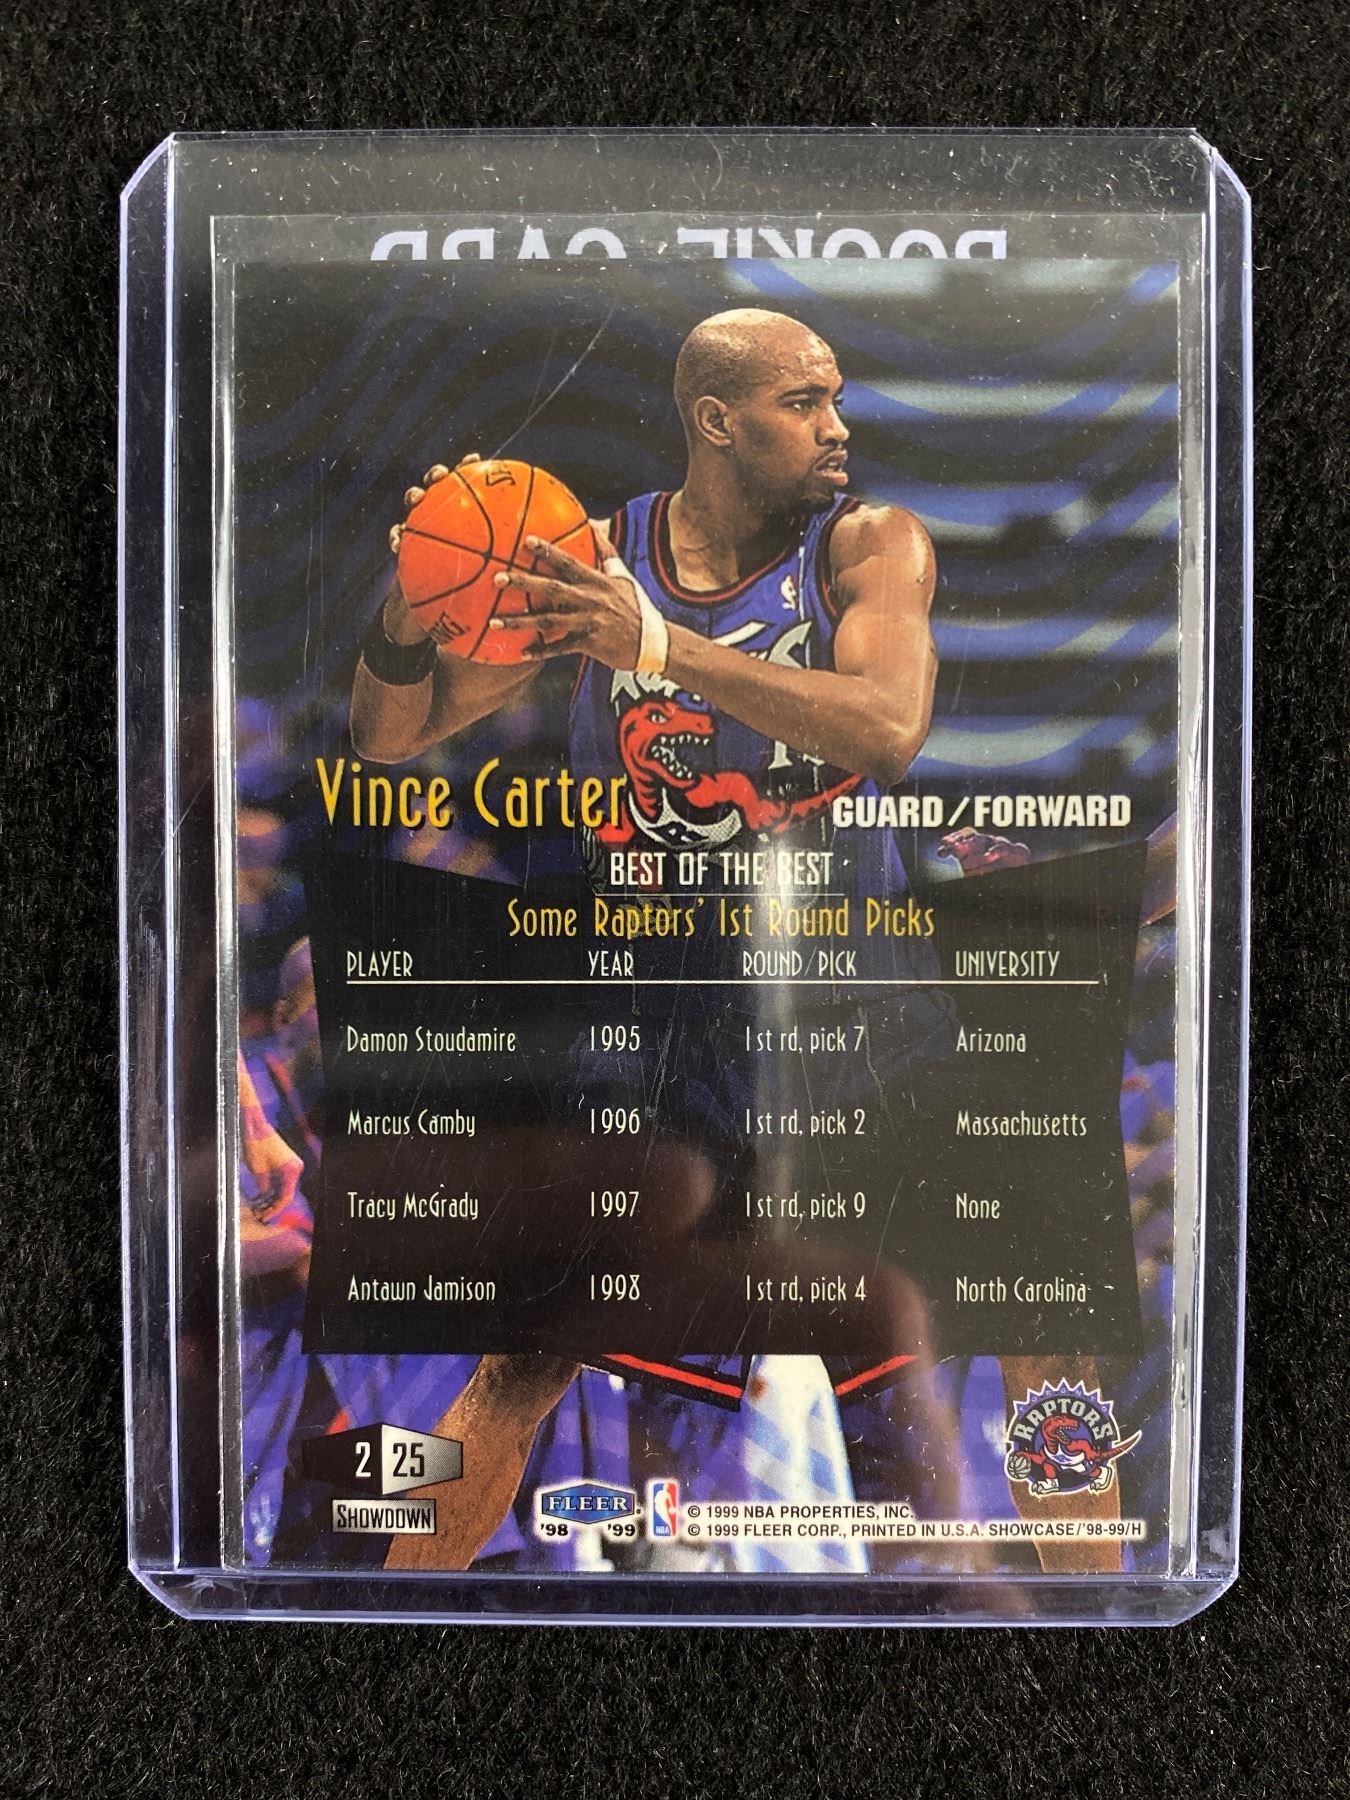 ROOKIE CARD
Vince Carter
GUARD/FORWARD
BEST OF THE BEST
Some Raptors' 1st Round Picks
PLAYER YEAR ROUND/PICK UNIVERSITY
Damon Stoudamire 1995 1st rd, pick 7 Arizona
Marcus Camby 1996 1st rd, pick 2 Massachusetts
Tracy McGrady 1997 1st rd, pick 9 None
Antawn Jamison 1998 1st rd, pick 4 North Carolina
RAPTORS
2 25
SHOWDOWN
FLEER
'98 '99
NBA
© 1999 NBA PROPERTIES, INC.
© 1999 FLEER CORP., PRINTED IN U.S.A. SHOWCASE/'98-99/H